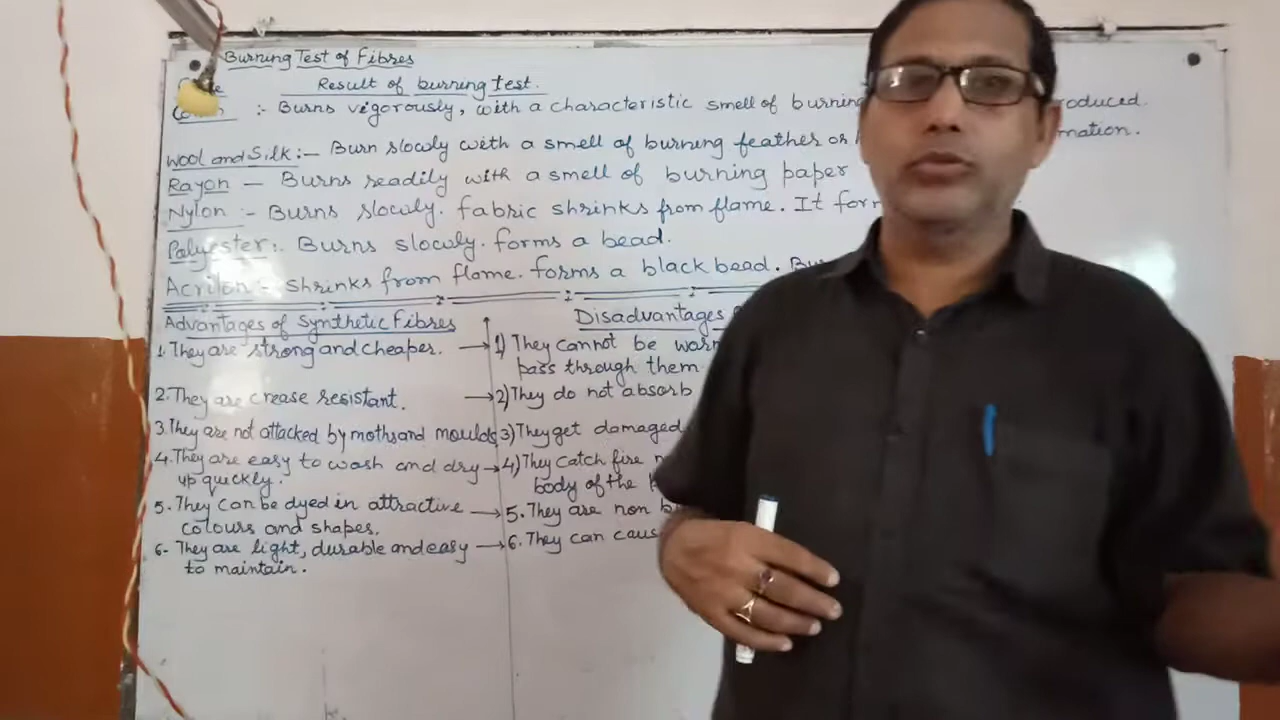 Burning Test of Fibres
Result of burning test.
:- Burns vigorously, with a characteristic smell of burning roduced.
mation.
Wool and Silk:- Burn slowly with a smell of burning feather or
Rayon - Burns readily with a smell of burning paper
Nylon :- Burns slowly. fabric shrinks from flame. It for
Palyester:. Burns slowly. forms a bead.
Acrilon - shrinks from flame. forms a black bead.
Advantages of Synthetic Fibres
Disadvantages
1. They are strong and cheaper.
1) They cannot be worn
pass through them
2. They are crease resistant.
2) They do not absorb
3. They are not attacked by moths and moulds
3) They get damaged
4. They are easy to wash and dry
up quickly.
4) They catch fire
body of the
5. They can be dyed in attractive
colours and shapes.
5. They are non
6- They are light, durable and easy
to maintain.
6. They can caus